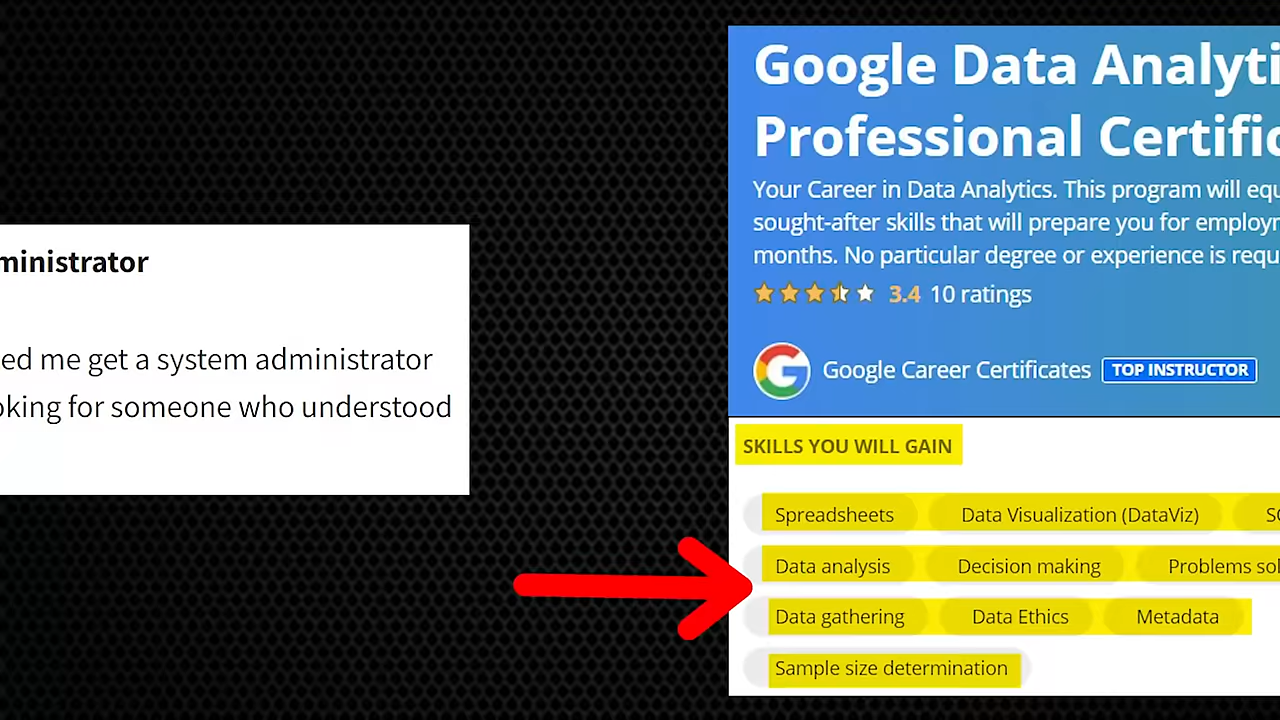 ministrator
ed me get a system administrator
oking for someone who understood
Google Data Analyti
Professional Certific
Your Career in Data Analytics. This program will equ
sought-after skills that will prepare you for employm
months. No particular degree or experience is requ
3.4 10 ratings
Google Career Certificates TOP INSTRUCTOR
SKILLS YOU WILL GAIN
Spreadsheets Data Visualization (DataViz) SQ
Data analysis Decision making Problems sol
Data gathering Data Ethics Metadata
Sample size determination